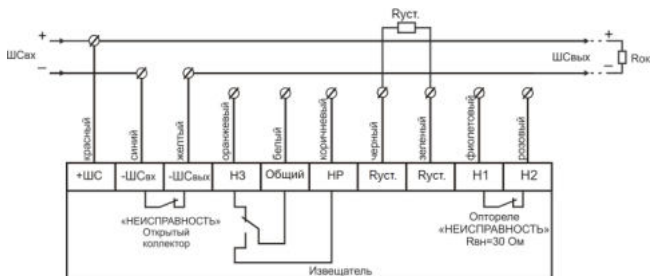 Rуст.
+
ШСвх
−
ШСвых
+
−
Rок
красный
синий
желтый
оранжевый
белый
коричневый
черный
зеленый
фиолетовый
розовый
+ШС
-ШСвх
-ШСвых
НЗ
Общий
НР
Rуст.
Rуст.
Н1
Н2
«НЕИСПРАВНОСТЬ»
Открытый
коллектор
Оптореле
«НЕИСПРАВНОСТЬ»
Rвн=30 Ом
Извещатель